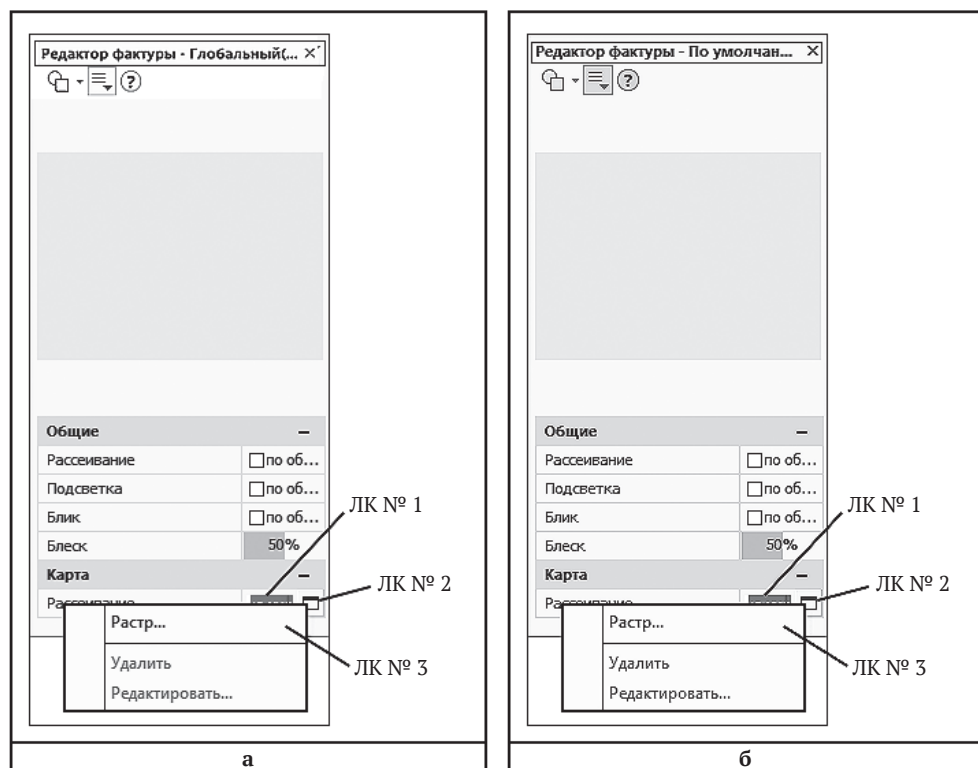 Редактор фактуры - Глобальный(...
Общие
Рассеивание
по об...
Подсветка
по об...
Блик
по об...
Блеск
50%
Карта
Рассеивание
Растр...
Удалить
Редактировать...
ЛК № 1
ЛК № 2
ЛК № 3
а
Редактор фактуры - По умолчан...
Общие
Рассеивание
по об...
Подсветка
по об...
Блик
по об...
Блеск
50%
Карта
Рассеивание
Растр...
Удалить
Редактировать...
ЛК № 1
ЛК № 2
ЛК № 3
б